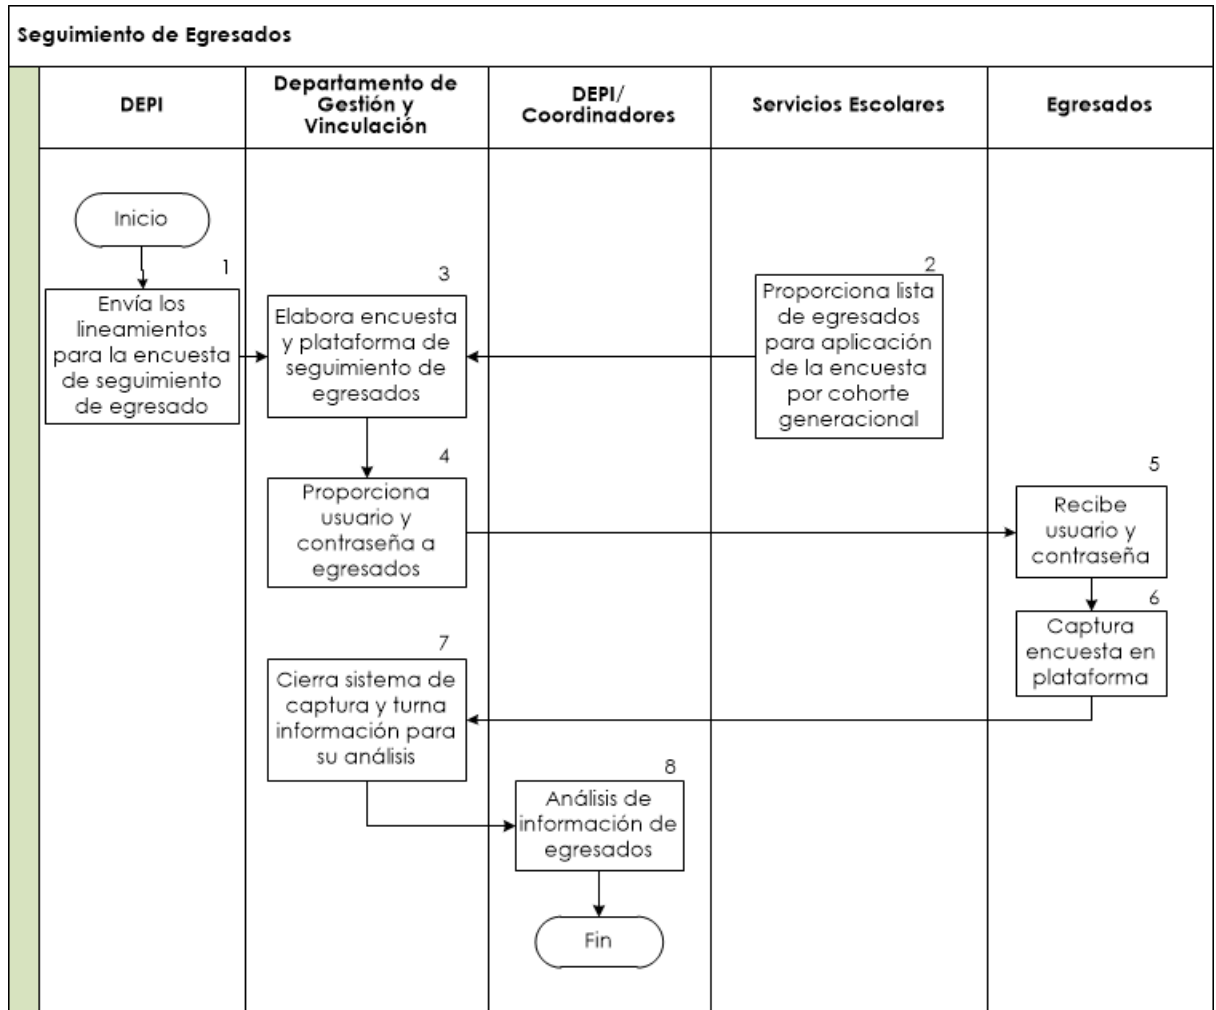 Seguimiento de Egresados
DEPI
Departamento de
Gestión y
Vinculación
DEPI/
Coordinadores
Servicios Escolares
Egresados
Inicio
1
Envía los
lineamientos
para la encuesta
de seguimiento
de egresado
2
Proporciona lista
de egresados
para aplicación
de la encuesta
por cohorte
generacional
3
Elabora encuesta
y plataforma de
seguimiento de
egresados
4
Proporciona
usuario y
contraseña a
egresados
5
Recibe
usuario y
contraseña
6
Captura
encuesta en
plataforma
7
Cierra sistema de
captura y turna
información para
su análisis
8
Análisis de
información de
egresados
Fin